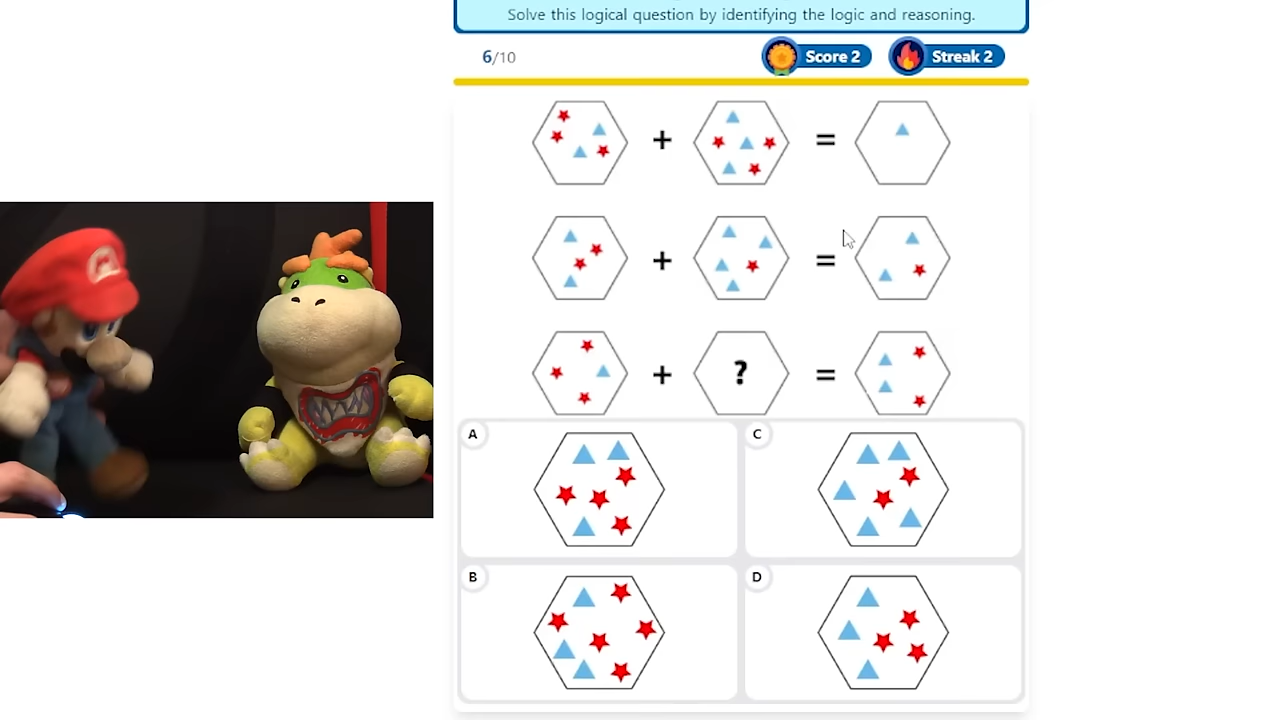 Solve this logical question by identifying the logic and reasoning.
6/10
Score 2
Streak 2
+ =
+ =
+ ? =
A
C
B
D
M